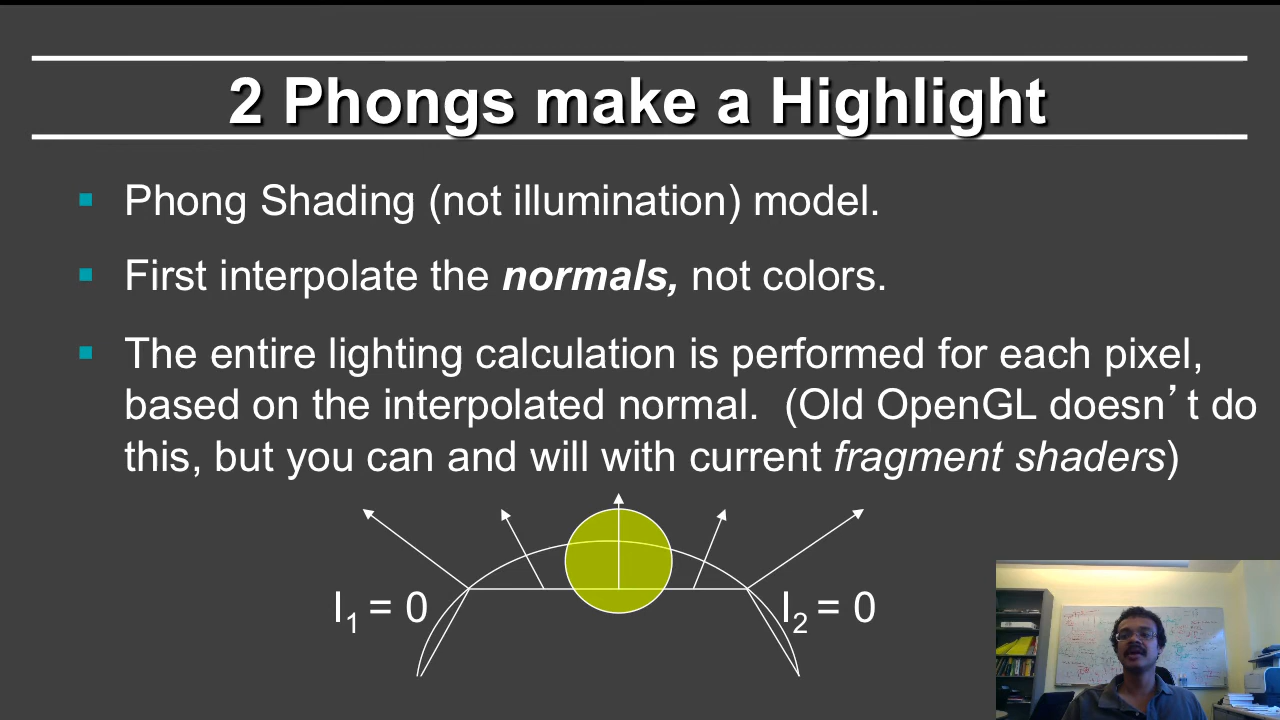 2 Phongs make a Highlight
Phong Shading (not illumination) model.
First interpolate the normals, not colors.
The entire lighting calculation is performed for each pixel,
based on the interpolated normal. (Old OpenGL doesn’t do
this, but you can and will with current fragment shaders)
I1 = 0
I2 = 0